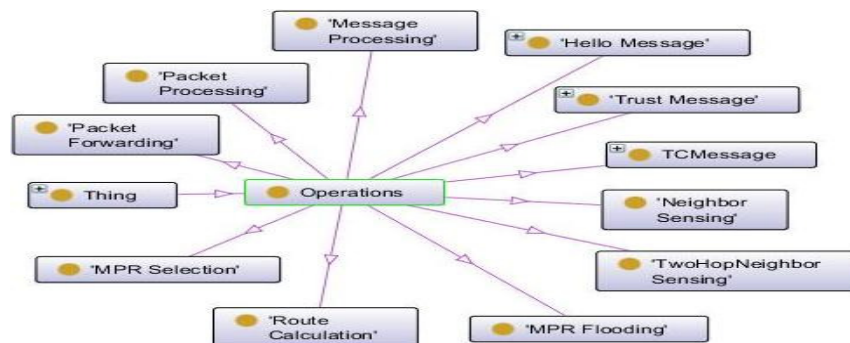 'Message
Processing'
'Hello Message'
'Packet
Processing'
'Trust Message'
'Packet
Forwarding'
TCMessage
Thing
Operations
'Neighbor
Sensing'
'MPR Selection'
'TwoHopNeighbor
Sensing'
'Route
Calculation'
'MPR Flooding'